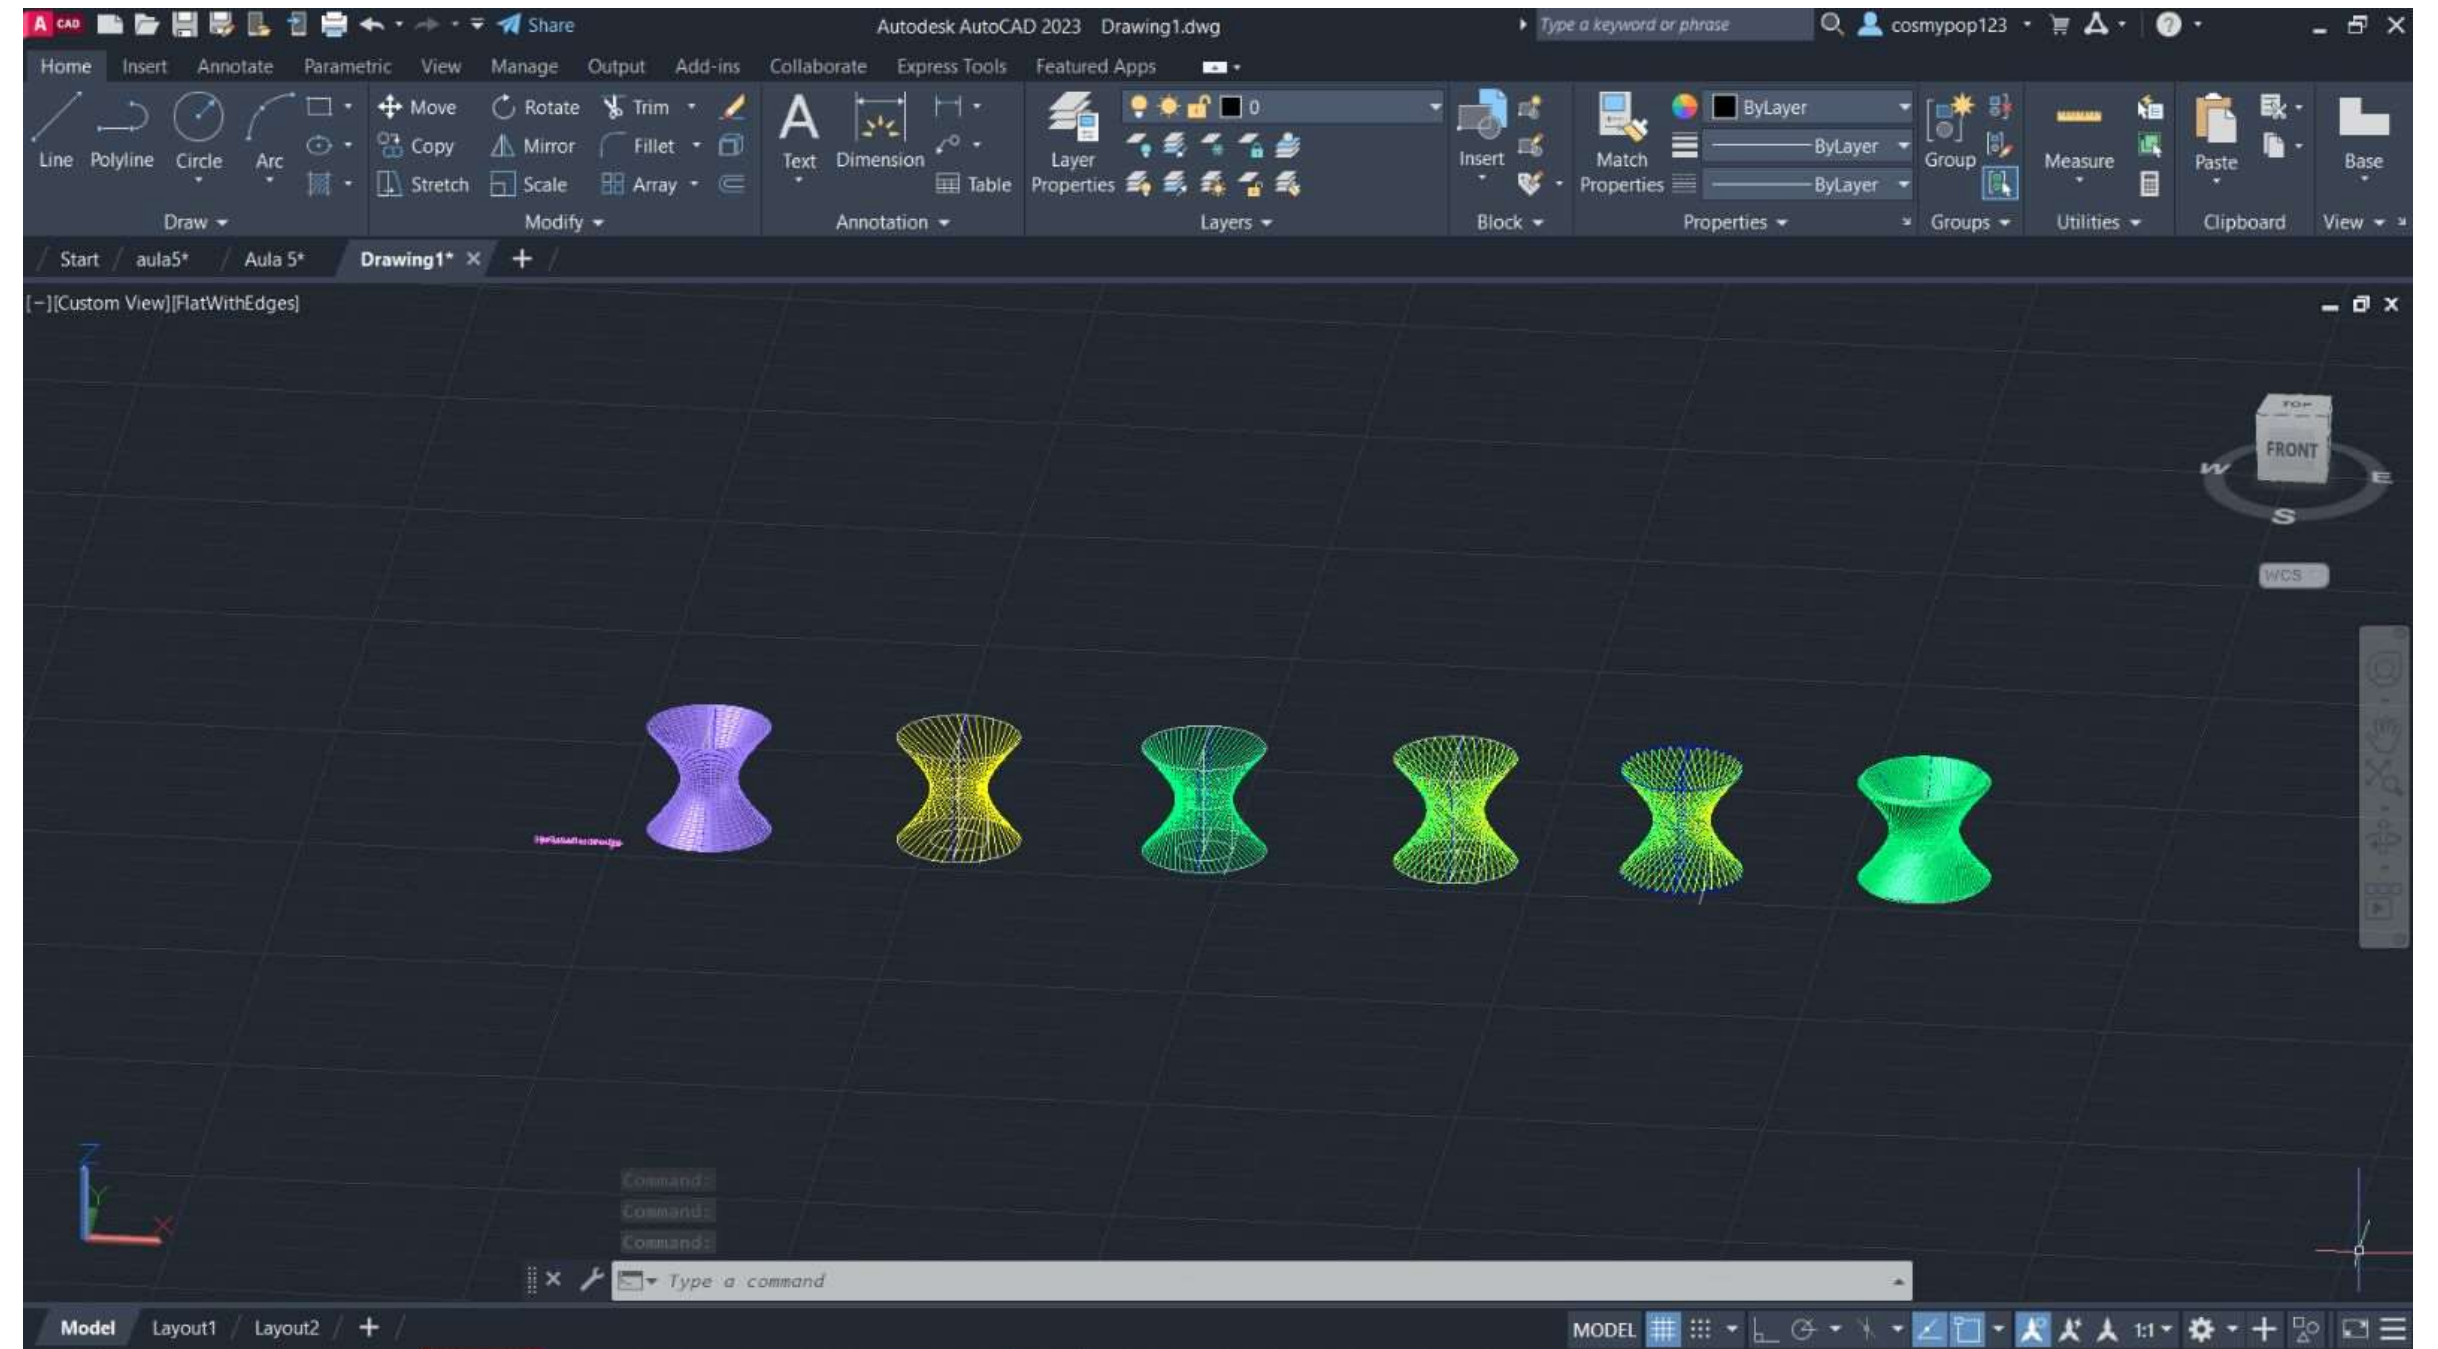 A CAD Share Autodesk AutoCAD 2023 Drawing1.dwg Type a keyword or phrase cosmypop123
Home Insert Annotate Parametric View Manage Output Add-ins Collaborate Express Tools Featured Apps
Line Polyline Circle Arc
Move Rotate Trim
Copy Mirror Fillet
Stretch Scale Array
Text Dimension Table
Layer Properties
0
Insert
Match Properties
ByLayer
ByLayer
ByLayer
Group
Measure
Paste
Base
Draw Modify Annotation Layers Block Properties Groups Utilities Clipboard View
Start aula5* Aula 5* Drawing1*
[−][Custom View][FlatWithEdges]
TOP
FRONT
W
E
S
WCS
Z
Y
X
Command:
Command:
Command:
Type a command
Model Layout1 Layout2 MODEL 1:1